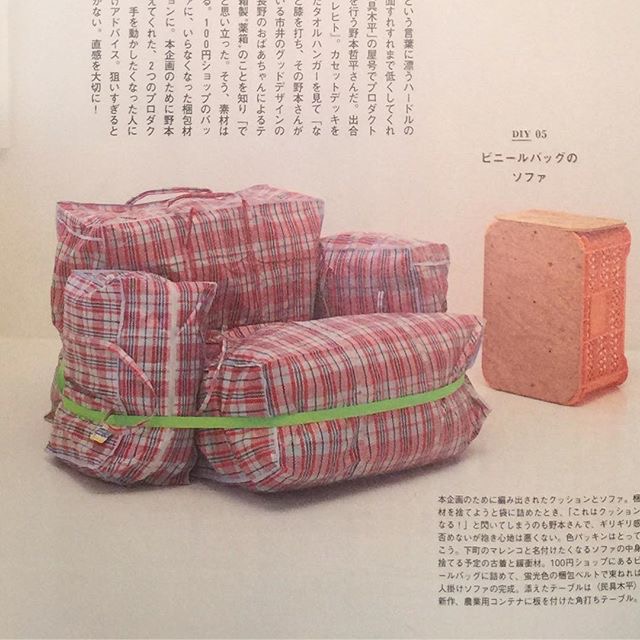 という言葉に漂うハードルの
面すれすれまで低くしてくれ
具木平」の屋号でプロダクト
を行う野本哲平さんだ。出合
レヒト』。カセットデッキを
たタオルハンガーを見て「な
と膝を打ち、その野本さんが
いる市井のグッドデザインの
長野のおばあちゃんによるテ
箱製〝薬箱〟のことを知り「で
と思い立った。そう、素材は
る。100円ショップのバッ
ァに、いらなくなった梱包材
ションに。本企画のために野本
えてくれた、2つのプロダク
手を動かしたくなった人に
けアドバイス。狙いすぎると
かない。直感を大切に！
DIY 05
ビニールバッグの
ソファ
本企画のために編み出されたクッションとソファ。梱
材を捨てようと袋に詰めたとき、「これはクッション
なる！」と閃いてしまうのも野本さんで、ギリギリ感
否めないが抱き心地は悪くない。色バッキンはとって
こう。下町のマレンコと名付けたくなるソファの中身
捨てる予定の古着と緩衝材。100円ショップにあるビ
ールバッグに詰めて、蛍光色の梱包ベルトで束ねれば
人掛けソファの完成。添えたテーブルは〈民具木平〉
新作、農業用コンテナに板を付けた角打ちテーブル。